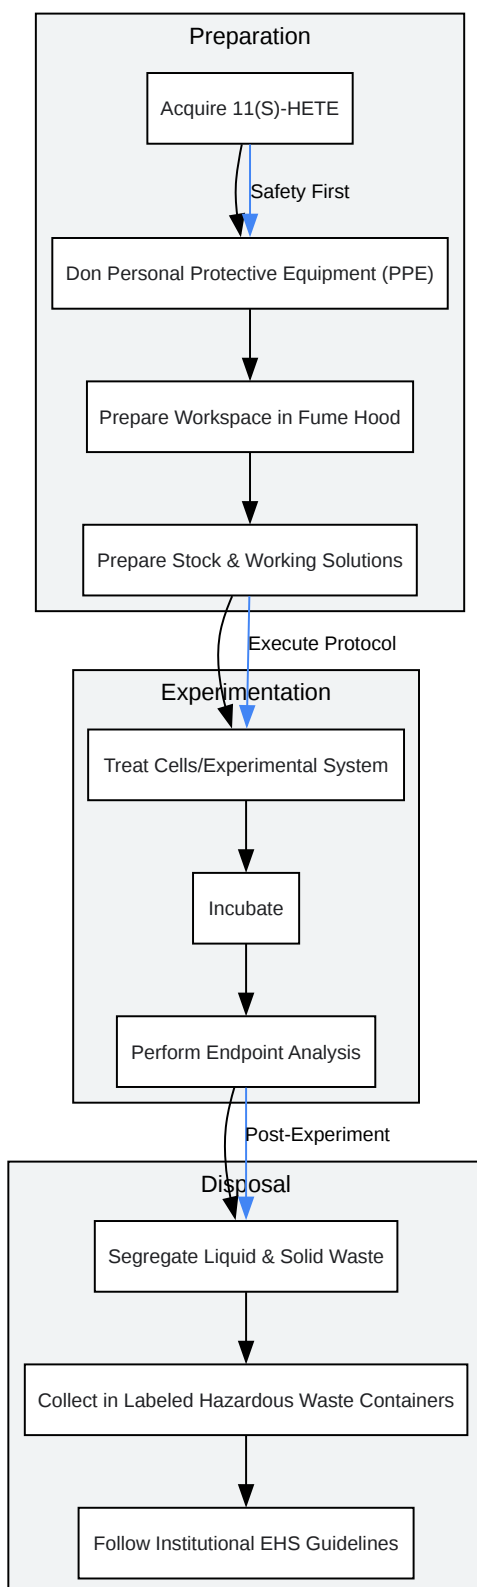 Preparation
Acquire 11(S)-HETE
Safety First
Don Personal Protective Equipment (PPE)
Prepare Workspace in Fume Hood
Prepare Stock & Working Solutions
Execute Protocol
Experimentation
Treat Cells/Experimental System
Incubate
Perform Endpoint Analysis
Post-Experiment
Disposal
Segregate Liquid & Solid Waste
Collect in Labeled Hazardous Waste Containers
Follow Institutional EHS Guidelines